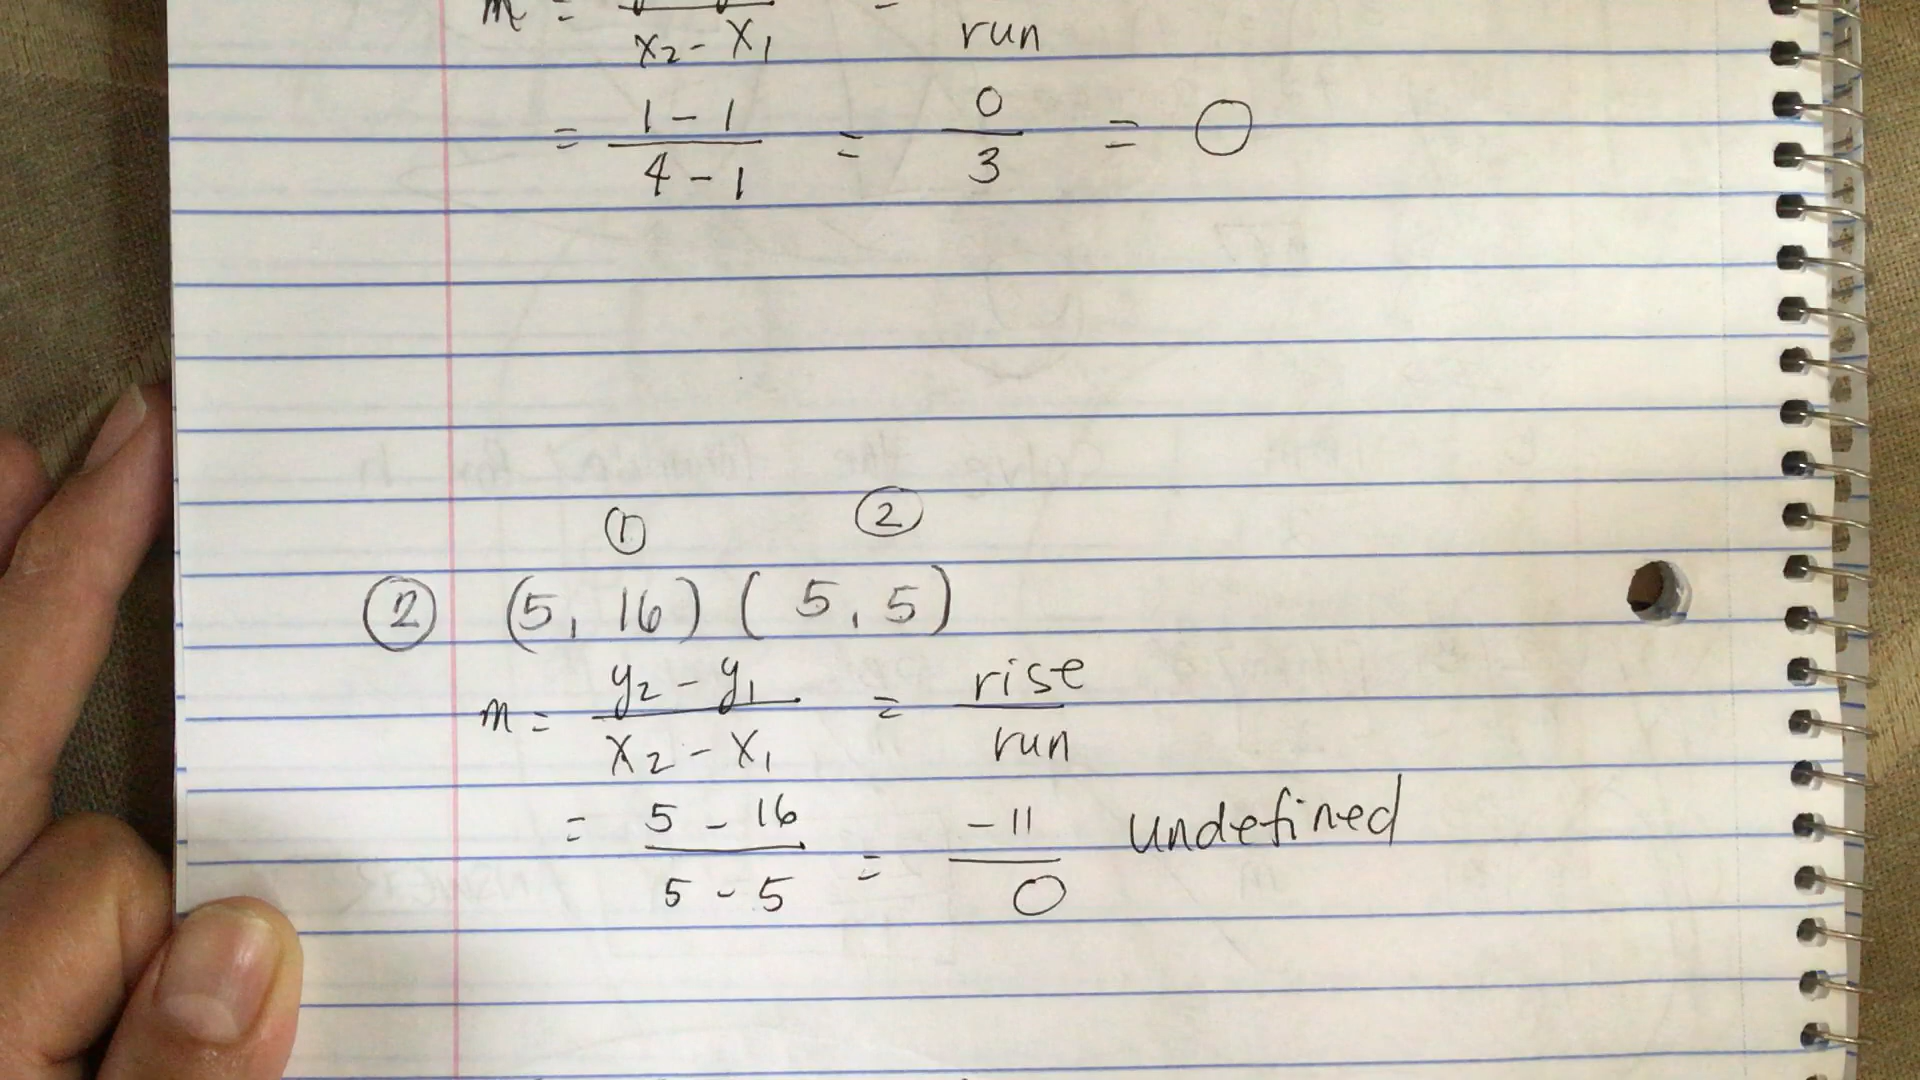 m = x₂ - x₁ = run
= 1 - 1 / 4 - 1 = 0 / 3 = 0
① ②
② (5, 16) (5, 5)
m = y₂ - y₁ / x₂ - x₁ = rise / run
= 5 - 16 / 5 - 5 = -11 / 0 undefined